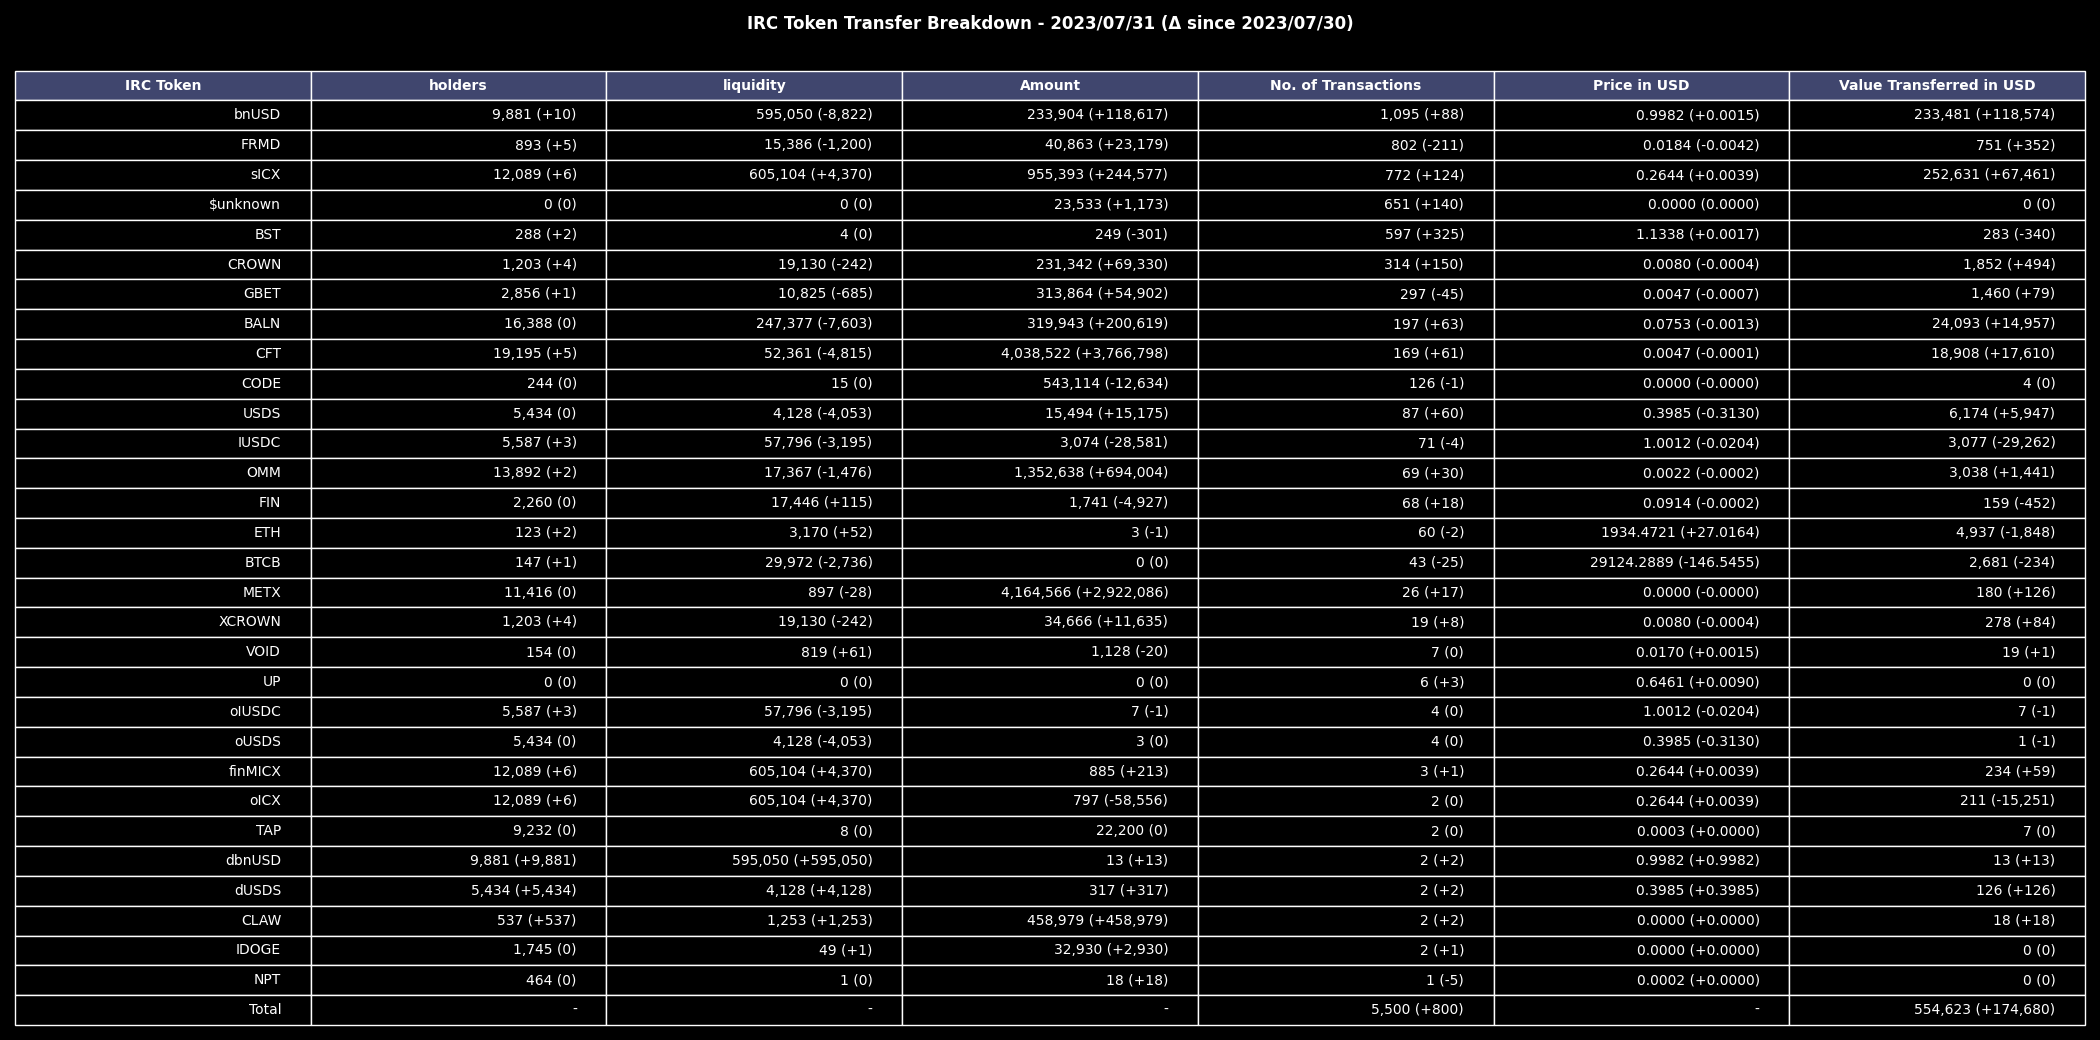 IRC Token Transfer Breakdown - 2023/07/31 (Δ since 2023/07/30)
IRC Token holders liquidity Amount No. of Transactions Price in USD Value Transferred in USD
bnUSD 9,881 (+10) 595,050 (-8,822) 233,904 (+118,617) 1,095 (+88) 0.9982 (+0.0015) 233,481 (+118,574)
FRMD 893 (+5) 15,386 (-1,200) 40,863 (+23,179) 802 (-211) 0.0184 (-0.0042) 751 (+352)
sICX 12,089 (+6) 605,104 (+4,370) 955,393 (+244,577) 772 (+124) 0.2644 (+0.0039) 252,631 (+67,461)
$unknown 0 (0) 0 (0) 23,533 (+1,173) 651 (+140) 0.0000 (0.0000) 0 (0)
BST 288 (+2) 4 (0) 249 (-301) 597 (+325) 1.1338 (+0.0017) 283 (-340)
CROWN 1,203 (+4) 19,130 (-242) 231,342 (+69,330) 314 (+150) 0.0080 (-0.0004) 1,852 (+494)
GBET 2,856 (+1) 10,825 (-685) 313,864 (+54,902) 297 (-45) 0.0047 (-0.0007) 1,460 (+79)
BALN 16,388 (0) 247,377 (-7,603) 319,943 (+200,619) 197 (+63) 0.0753 (-0.0013) 24,093 (+14,957)
CFT 19,195 (+5) 52,361 (-4,815) 4,038,522 (+3,766,798) 169 (+61) 0.0047 (-0.0001) 18,908 (+17,610)
CODE 244 (0) 15 (0) 543,114 (-12,634) 126 (-1) 0.0000 (-0.0000) 4 (0)
USDS 5,434 (0) 4,128 (-4,053) 15,494 (+15,175) 87 (+60) 0.3985 (-0.3130) 6,174 (+5,947)
IUSDC 5,587 (+3) 57,796 (-3,195) 3,074 (-28,581) 71 (-4) 1.0012 (-0.0204) 3,077 (-29,262)
OMM 13,892 (+2) 17,367 (-1,476) 1,352,638 (+694,004) 69 (+30) 0.0022 (-0.0002) 3,038 (+1,441)
FIN 2,260 (0) 17,446 (+115) 1,741 (-4,927) 68 (+18) 0.0914 (-0.0002) 159 (-452)
ETH 123 (+2) 3,170 (+52) 3 (-1) 60 (-2) 1934.4721 (+27.0164) 4,937 (-1,848)
BTCB 147 (+1) 29,972 (-2,736) 0 (0) 43 (-25) 29124.2889 (-146.5455) 2,681 (-234)
METX 11,416 (0) 897 (-28) 4,164,566 (+2,922,086) 26 (+17) 0.0000 (-0.0000) 180 (+126)
XCROWN 1,203 (+4) 19,130 (-242) 34,666 (+11,635) 19 (+8) 0.0080 (-0.0004) 278 (+84)
VOID 154 (0) 819 (+61) 1,128 (-20) 7 (0) 0.0170 (+0.0015) 19 (+1)
UP 0 (0) 0 (0) 0 (0) 6 (+3) 0.6461 (+0.0090) 0 (0)
oIUSDC 5,587 (+3) 57,796 (-3,195) 7 (-1) 4 (0) 1.0012 (-0.0204) 7 (-1)
oUSDS 5,434 (0) 4,128 (-4,053) 3 (0) 4 (0) 0.3985 (-0.3130) 1 (-1)
finMICX 12,089 (+6) 605,104 (+4,370) 885 (+213) 3 (+1) 0.2644 (+0.0039) 234 (+59)
oICX 12,089 (+6) 605,104 (+4,370) 797 (-58,556) 2 (0) 0.2644 (+0.0039) 211 (-15,251)
TAP 9,232 (0) 8 (0) 22,200 (0) 2 (0) 0.0003 (+0.0000) 7 (0)
dbnUSD 9,881 (+9,881) 595,050 (+595,050) 13 (+13) 2 (+2) 0.9982 (+0.9982) 13 (+13)
dUSDS 5,434 (+5,434) 4,128 (+4,128) 317 (+317) 2 (+2) 0.3985 (+0.3985) 126 (+126)
CLAW 537 (+537) 1,253 (+1,253) 458,979 (+458,979) 2 (+2) 0.0000 (+0.0000) 18 (+18)
IDOGE 1,745 (0) 49 (+1) 32,930 (+2,930) 2 (+1) 0.0000 (+0.0000) 0 (0)
NPT 464 (0) 1 (0) 18 (+18) 1 (-5) 0.0002 (+0.0000) 0 (0)
Total - - - 5,500 (+800) - 554,623 (+174,680)